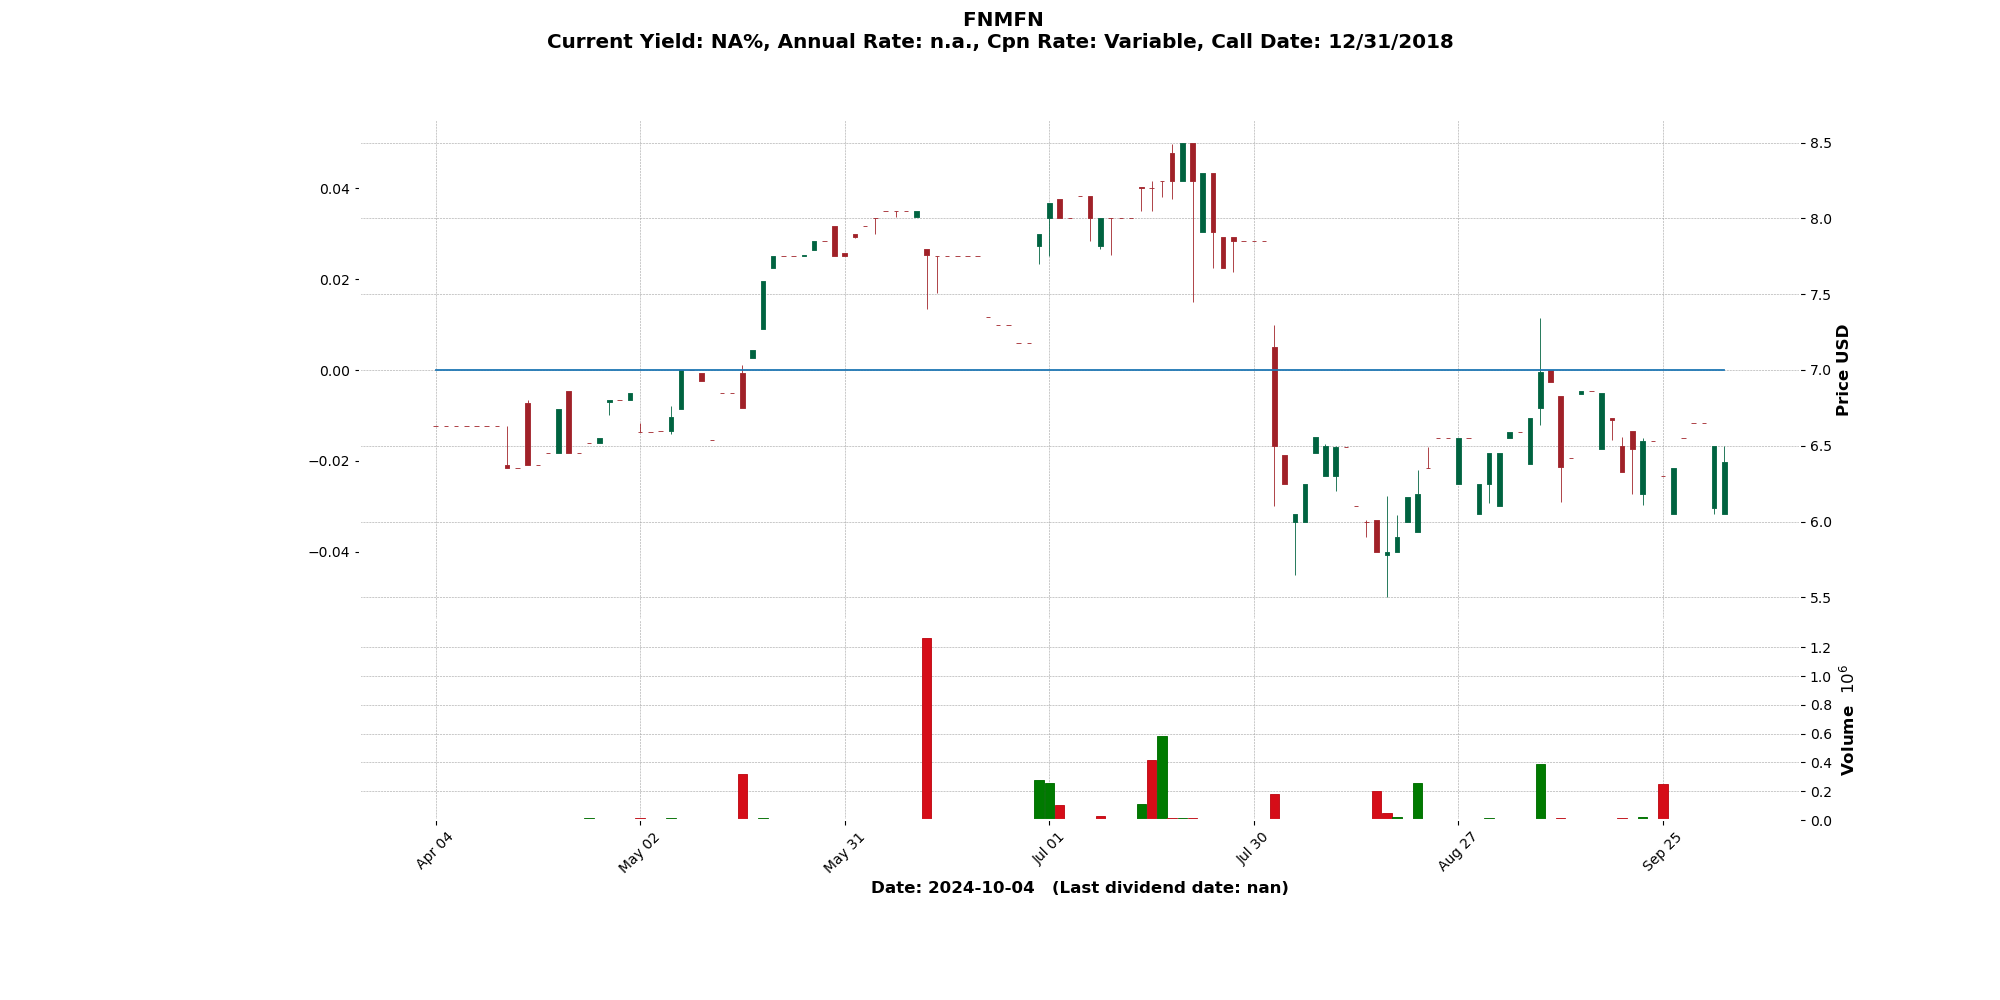 FNMFN
Current Yield: NA%, Annual Rate: n.a., Cpn Rate: Variable, Call Date: 12/31/2018
0.04
0.02
0.00
−0.02
−0.04
8.5
8.0
7.5
7.0
6.5
6.0
5.5
Price USD
1.2
1.0
0.8
0.6
0.4
0.2
0.0
Volume 10^6
Apr 04
May 02
May 31
Jul 01
Jul 30
Aug 27
Sep 25
Date: 2024-10-04 (Last dividend date: nan)